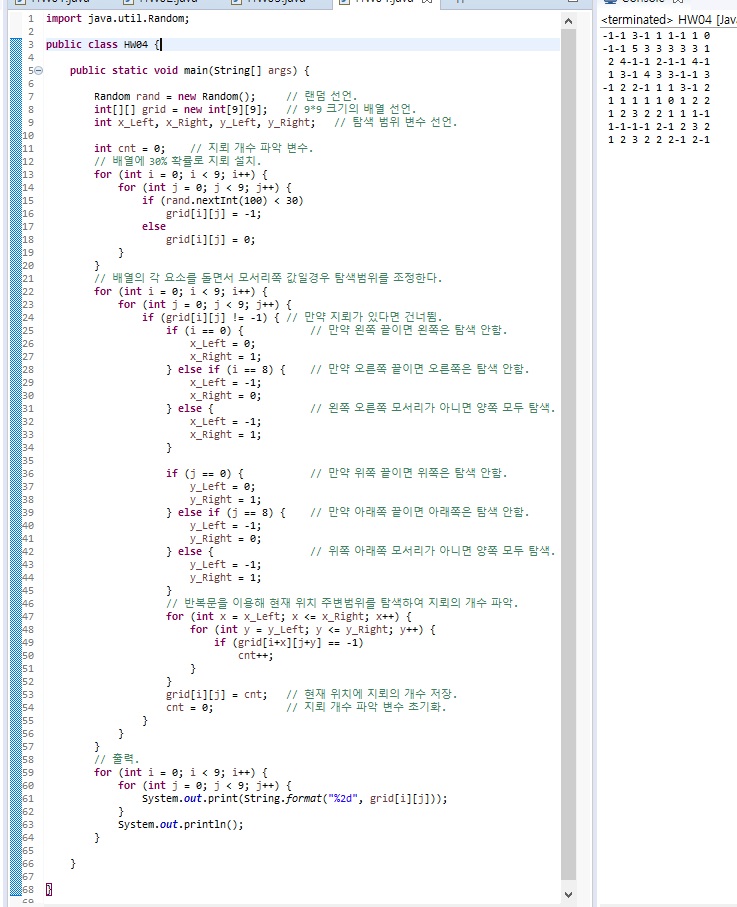 HW04 [Java
<terminated> HW04 [Java
1 import java.util.Random;
2
3 public class HW04 {
4
5 public static void main(String[] args) {
6
7 Random rand = new Random(); // 랜덤 선언.
8 int[][] grid = new int[9][9]; // 9*9 크기의 배열 선언.
9 int x_Left, x_Right, y_Left, y_Right; // 탐색 범위 변수 선언.
10
11 int cnt = 0; // 지뢰 개수 파악 변수.
12 // 배열에 30% 확률로 지뢰 설치.
13 for (int i = 0; i < 9; i++) {
14 for (int j = 0; j < 9; j++) {
15 if (rand.nextInt(100) < 30)
16 grid[i][j] = -1;
17 else
18 grid[i][j] = 0;
19 }
20 }
21 // 배열의 각 요소를 돌면서 모서리쪽 값일경우 탐색범위를 조정한다.
22 for (int i = 0; i < 9; i++) {
23 for (int j = 0; j < 9; j++) {
24 if (grid[i][j] != -1) { // 만약 지뢰가 있다면 건너뜀.
25 if (i == 0) { // 만약 왼쪽 끝이면 왼쪽은 탐색 안함.
26 x_Left = 0;
27 x_Right = 1;
28 } else if (i == 8) { // 만약 오른쪽 끝이면 오른쪽은 탐색 안함.
29 x_Left = -1;
30 x_Right = 0;
31 } else { // 왼쪽 오른쪽 모서리가 아니면 양쪽 모두 탐색.
32 x_Left = -1;
33 x_Right = 1;
34 }
35
36 if (j == 0) { // 만약 위쪽 끝이면 위쪽은 탐색 안함.
37 y_Left = 0;
38 y_Right = 1;
39 } else if (j == 8) { // 만약 아래쪽 끝이면 아래쪽은 탐색 안함.
40 y_Left = -1;
41 y_Right = 0;
42 } else { // 위쪽 아래쪽 모서리가 아니면 양쪽 모두 탐색.
43 y_Left = -1;
44 y_Right = 1;
45 }
46 // 반복문을 이용해 현재 위치 주변범위를 탐색하여 지뢰의 개수 파악.
47 for (int x = x_Left; x <= x_Right; x++) {
48 for (int y = y_Left; y <= y_Right; y++) {
49 if (grid[i+x][j+y] == -1)
50 cnt++;
51 }
52 }
53 grid[i][j] = cnt; // 현재 위치에 지뢰의 개수 저장.
54 cnt = 0; // 지뢰 개수 파악 변수 초기화.
55 }
56 }
57 }
58 // 출력.
59 for (int i = 0; i < 9; i++) {
60 for (int j = 0; j < 9; j++) {
61 System.out.print(String.format("%2d", grid[i][j]));
62 }
63 System.out.println();
64 }
65
66 }
67
68 }
69
-1-1 3-1 1 1-1 1 0
-1-1 5 3 3 3 3 3 1
2 4-1-1 2-1-1 4-1
1 3-1 4 3 3-1-1 3
-1 2 2-1 1 1 3-1 2
1 1 1 1 1 0 1 2 2
1 2 3 2 2 1 1 1-1
1-1-1-1 2-1 2 3 2
1 2 3 2 2 2-1 2-1